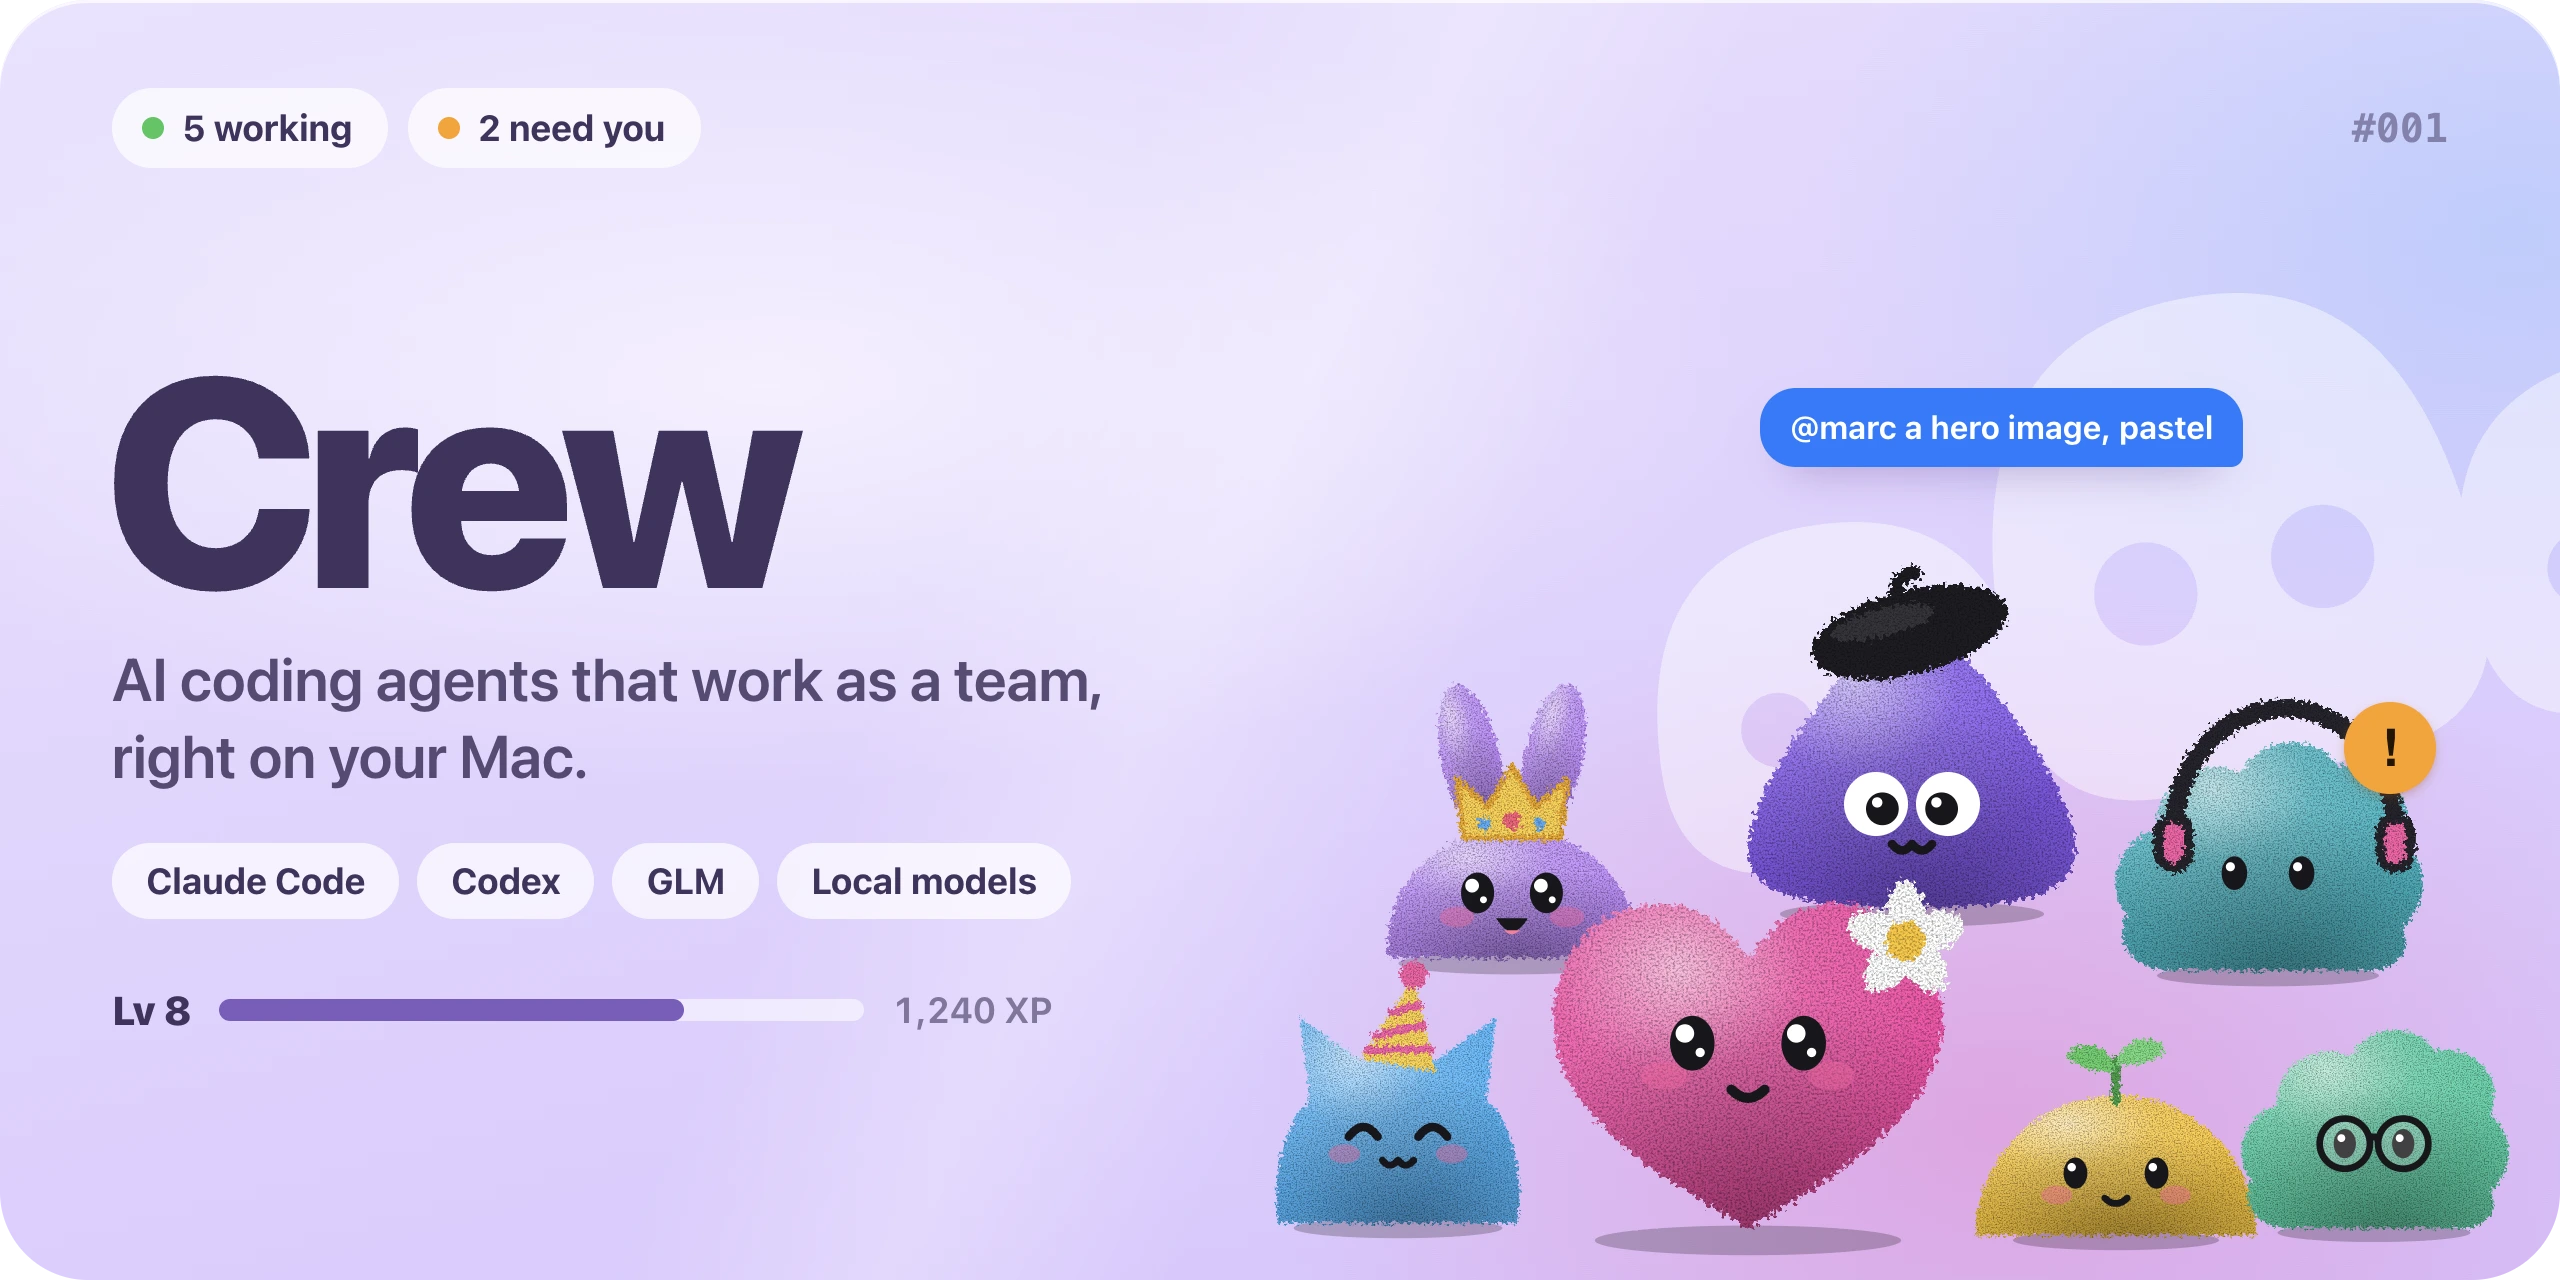 5 working
2 need you
#001
Crew
@marc a hero image, pastel
AI coding agents that work as a team,
right on your Mac.
!
Claude Code
Codex
GLM
Local models
Lv 8
1,240 XP